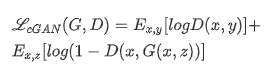 ℒcGAN(G, D) = Ex,y[logD(x, y)]+
Ex,z[log(1 − D(x, G(x, z))]